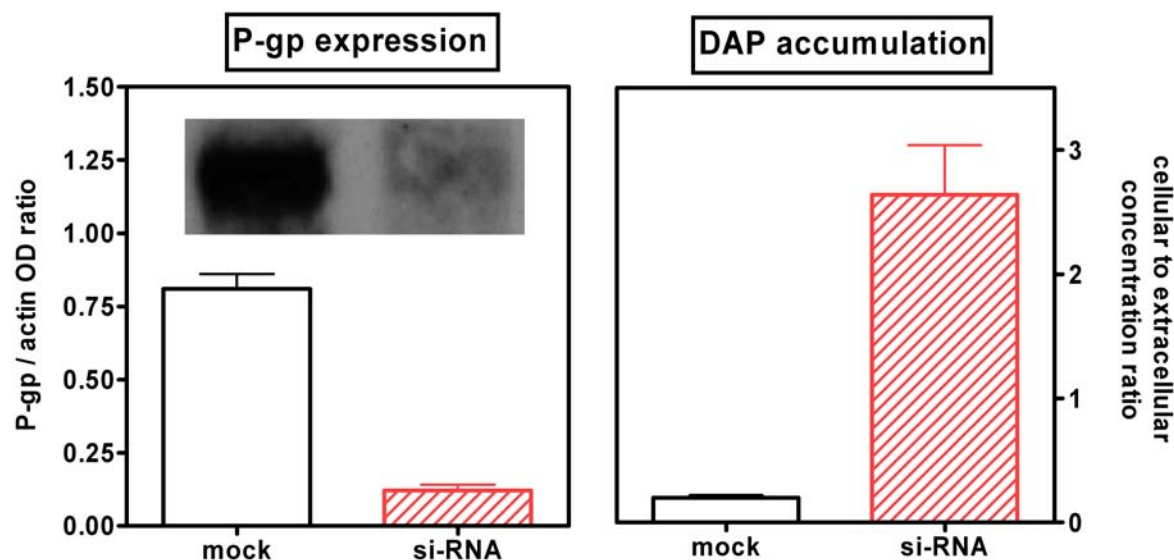 P-gp expression
DAP accumulation
P-gp / actin OD ratio
1.50
1.25
1.00
0.75
0.50
0.25
0.00
mock
si-RNA
3
2
1
0
cellular to extracellular
concentration ratio
mock
si-RNA